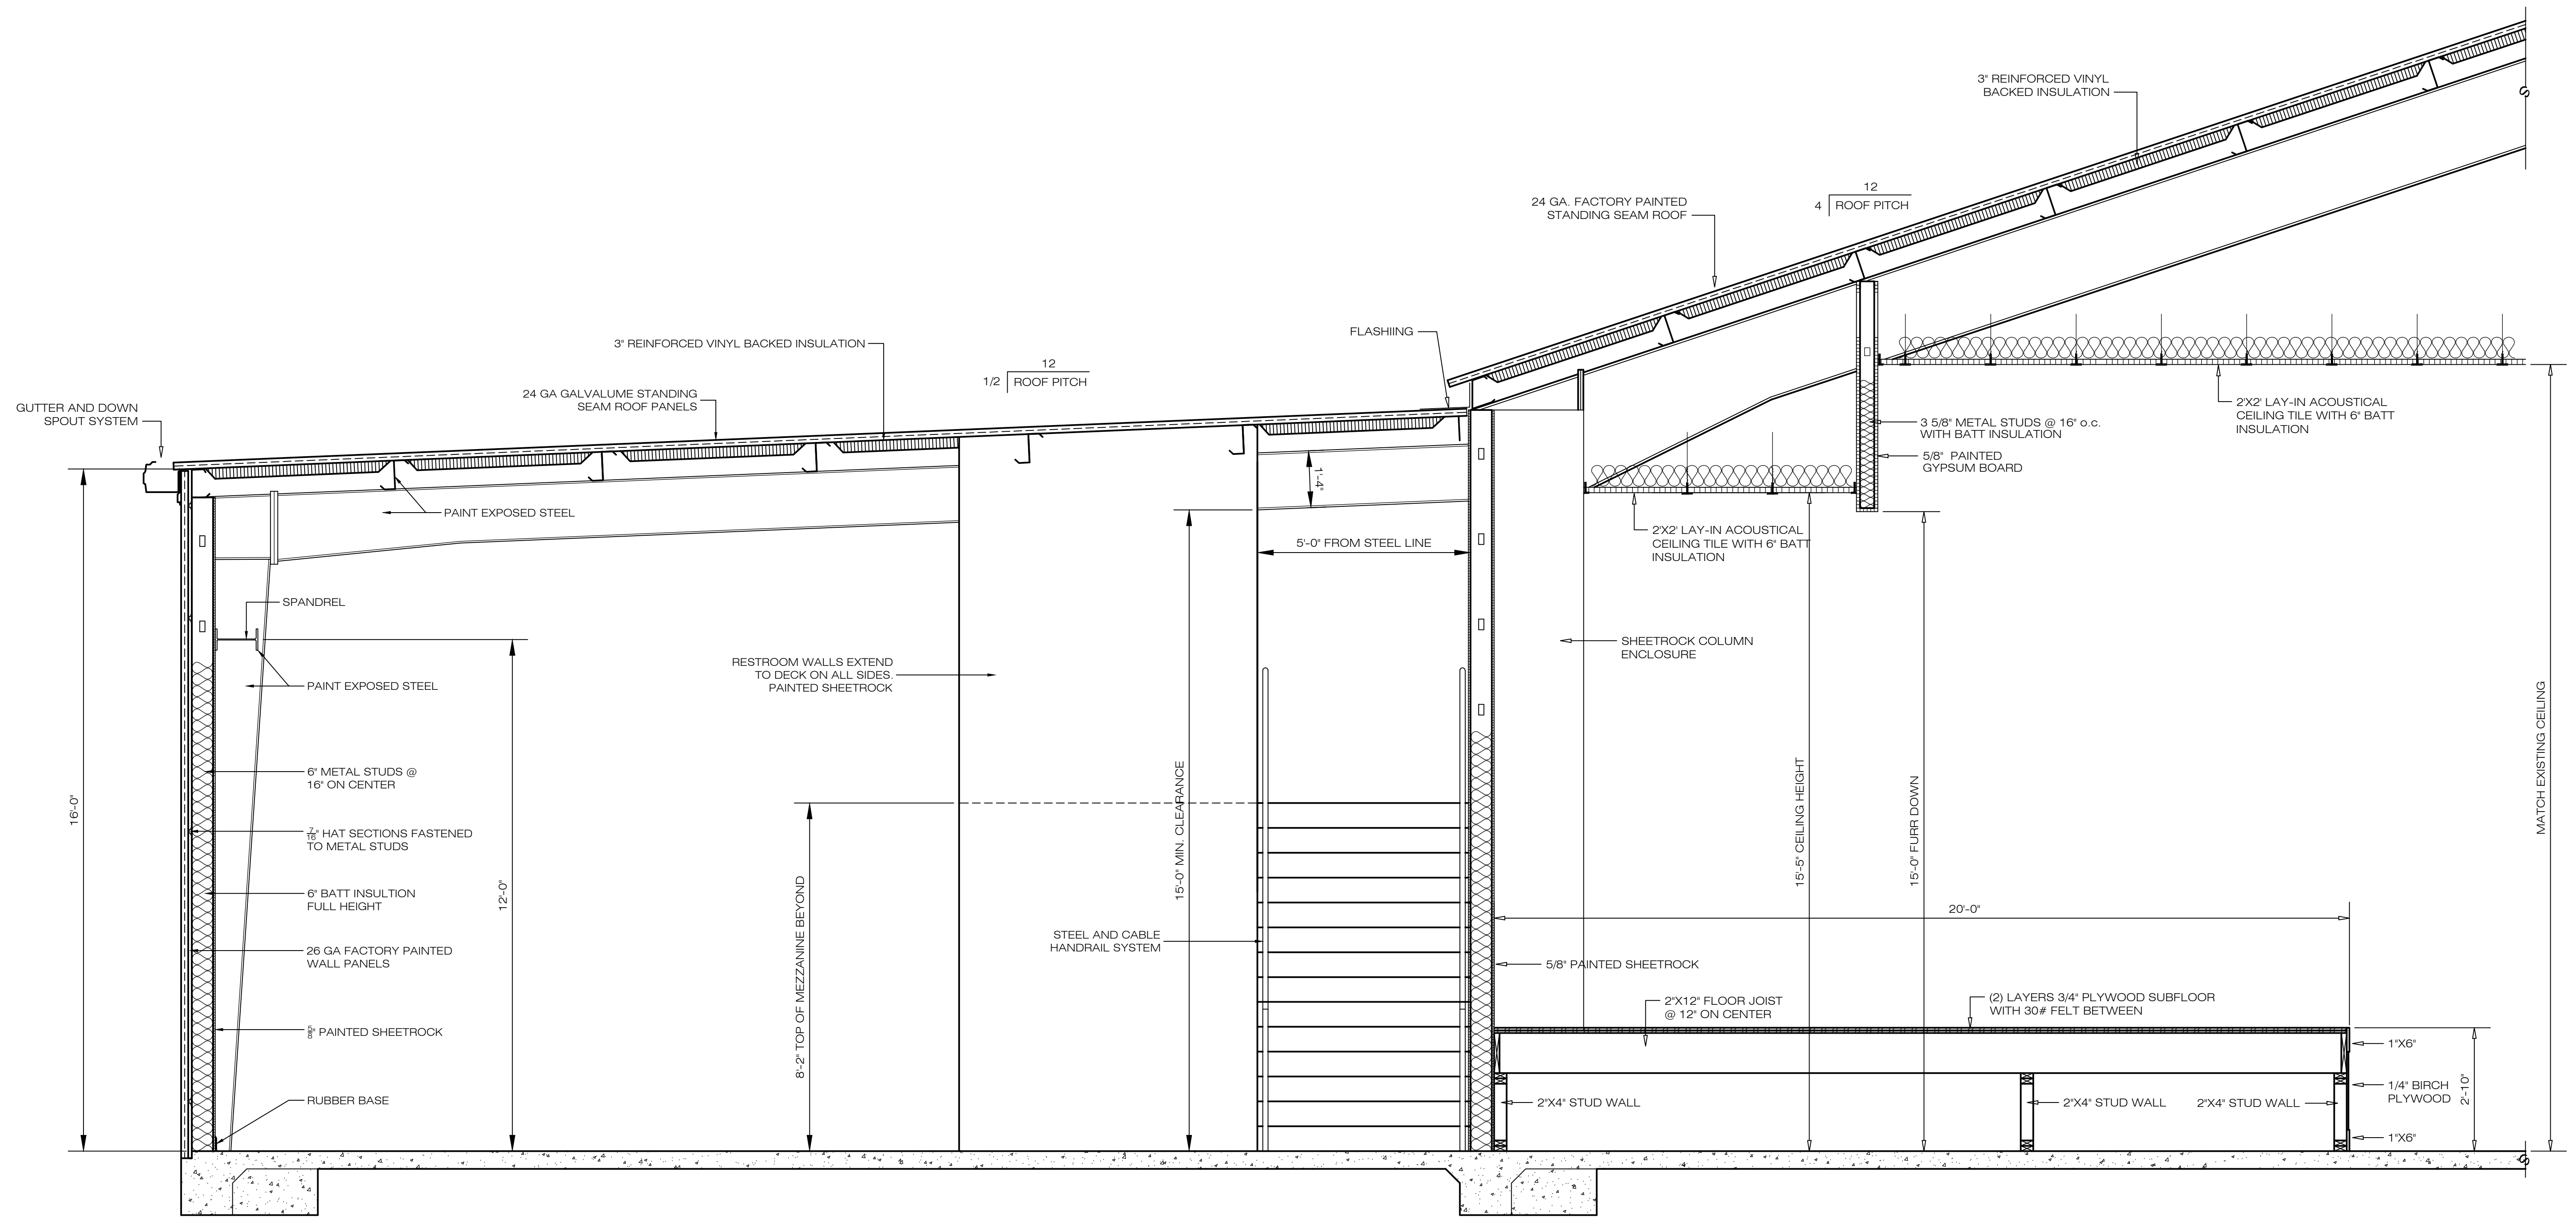 3" REINFORCED VINYL
BACKED INSULATION
12
4
ROOF PITCH
24 GA. FACTORY PAINTED
STANDING SEAM ROOF
FLASHIING
3" REINFORCED VINYL BACKED INSULATION
12
1/2
ROOF PITCH
24 GA GALVALUME STANDING
SEAM ROOF PANELS
GUTTER AND DOWN
SPOUT SYSTEM
2'X2' LAY-IN ACOUSTICAL
CEILING TILE WITH 6" BATT
INSULATION
3 5/8" METAL STUDS @ 16" o.c.
WITH BATT INSULATION
5/8" PAINTED
GYPSUM BOARD
1'-4"
PAINT EXPOSED STEEL
2'X2' LAY-IN ACOUSTICAL
CEILING TILE WITH 6" BATT
INSULATION
5'-0" FROM STEEL LINE
SPANDREL
SHEETROCK COLUMN
ENCLOSURE
RESTROOM WALLS EXTEND
TO DECK ON ALL SIDES.
PAINTED SHEETROCK
PAINT EXPOSED STEEL
16'-0"
6" METAL STUDS @
16" ON CENTER
7/16" HAT SECTIONS FASTENED
TO METAL STUDS
6" BATT INSULTION
FULL HEIGHT
12'-0"
8'-2" TOP OF MEZZANINE BEYOND
15'-0" MIN. CLEARANCE
15'-5" CEILING HEIGHT
15'-0" FURR DOWN
MATCH EXISTING CEILING
20'-0"
26 GA FACTORY PAINTED
WALL PANELS
STEEL AND CABLE
HANDRAIL SYSTEM
5/8" PAINTED SHEETROCK
2"X12" FLOOR JOIST
@ 12" ON CENTER
(2) LAYERS 3/4" PLYWOOD SUBFLOOR
WITH 30# FELT BETWEEN
5/8" PAINTED SHEETROCK
1"X6"
1/4" BIRCH
PLYWOOD
2'-10"
RUBBER BASE
2"X4" STUD WALL
2"X4" STUD WALL
2"X4" STUD WALL
1"X6"